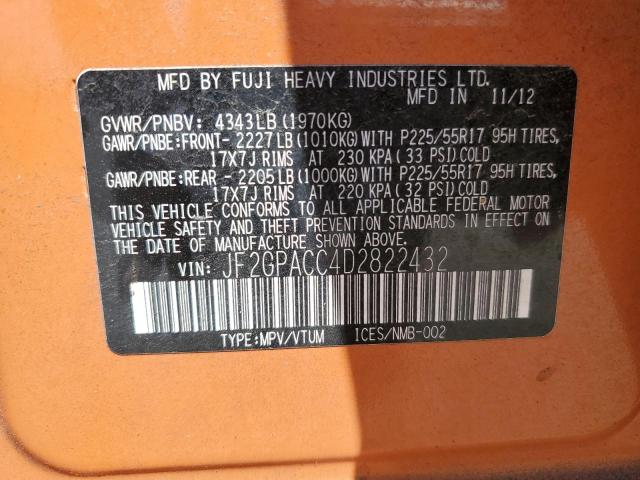 MFD BY FUJI HEAVY INDUSTRIES LTD.
MFD IN 11/12
GVWR/PNBV: 4343LB(1970KG)
GAWR/PNBE:FRONT- 2227LB(1010KG)WITH P225/55R17 95H TIRES,
17X7J RIMS AT 230 KPA(33 PSI)COLD
GAWR/PNBE:REAR - 2205LB(1000KG)WITH P225/55R17 95H TIRES,
17X7J RIMS AT 220 KPA(32 PSI)COLD
THIS VEHICLE CONFORMS TO ALL APPLICABLE FEDERAL MOTOR
VEHICLE SAFETY AND THEFT PREVENTION STANDARDS IN EFFECT ON
THE DATE OF MANUFACTURE SHOWN ABOVE.
VIN: JF2GPACC4D2822432
TYPE:MPV/VTUM ICES/NMB-002